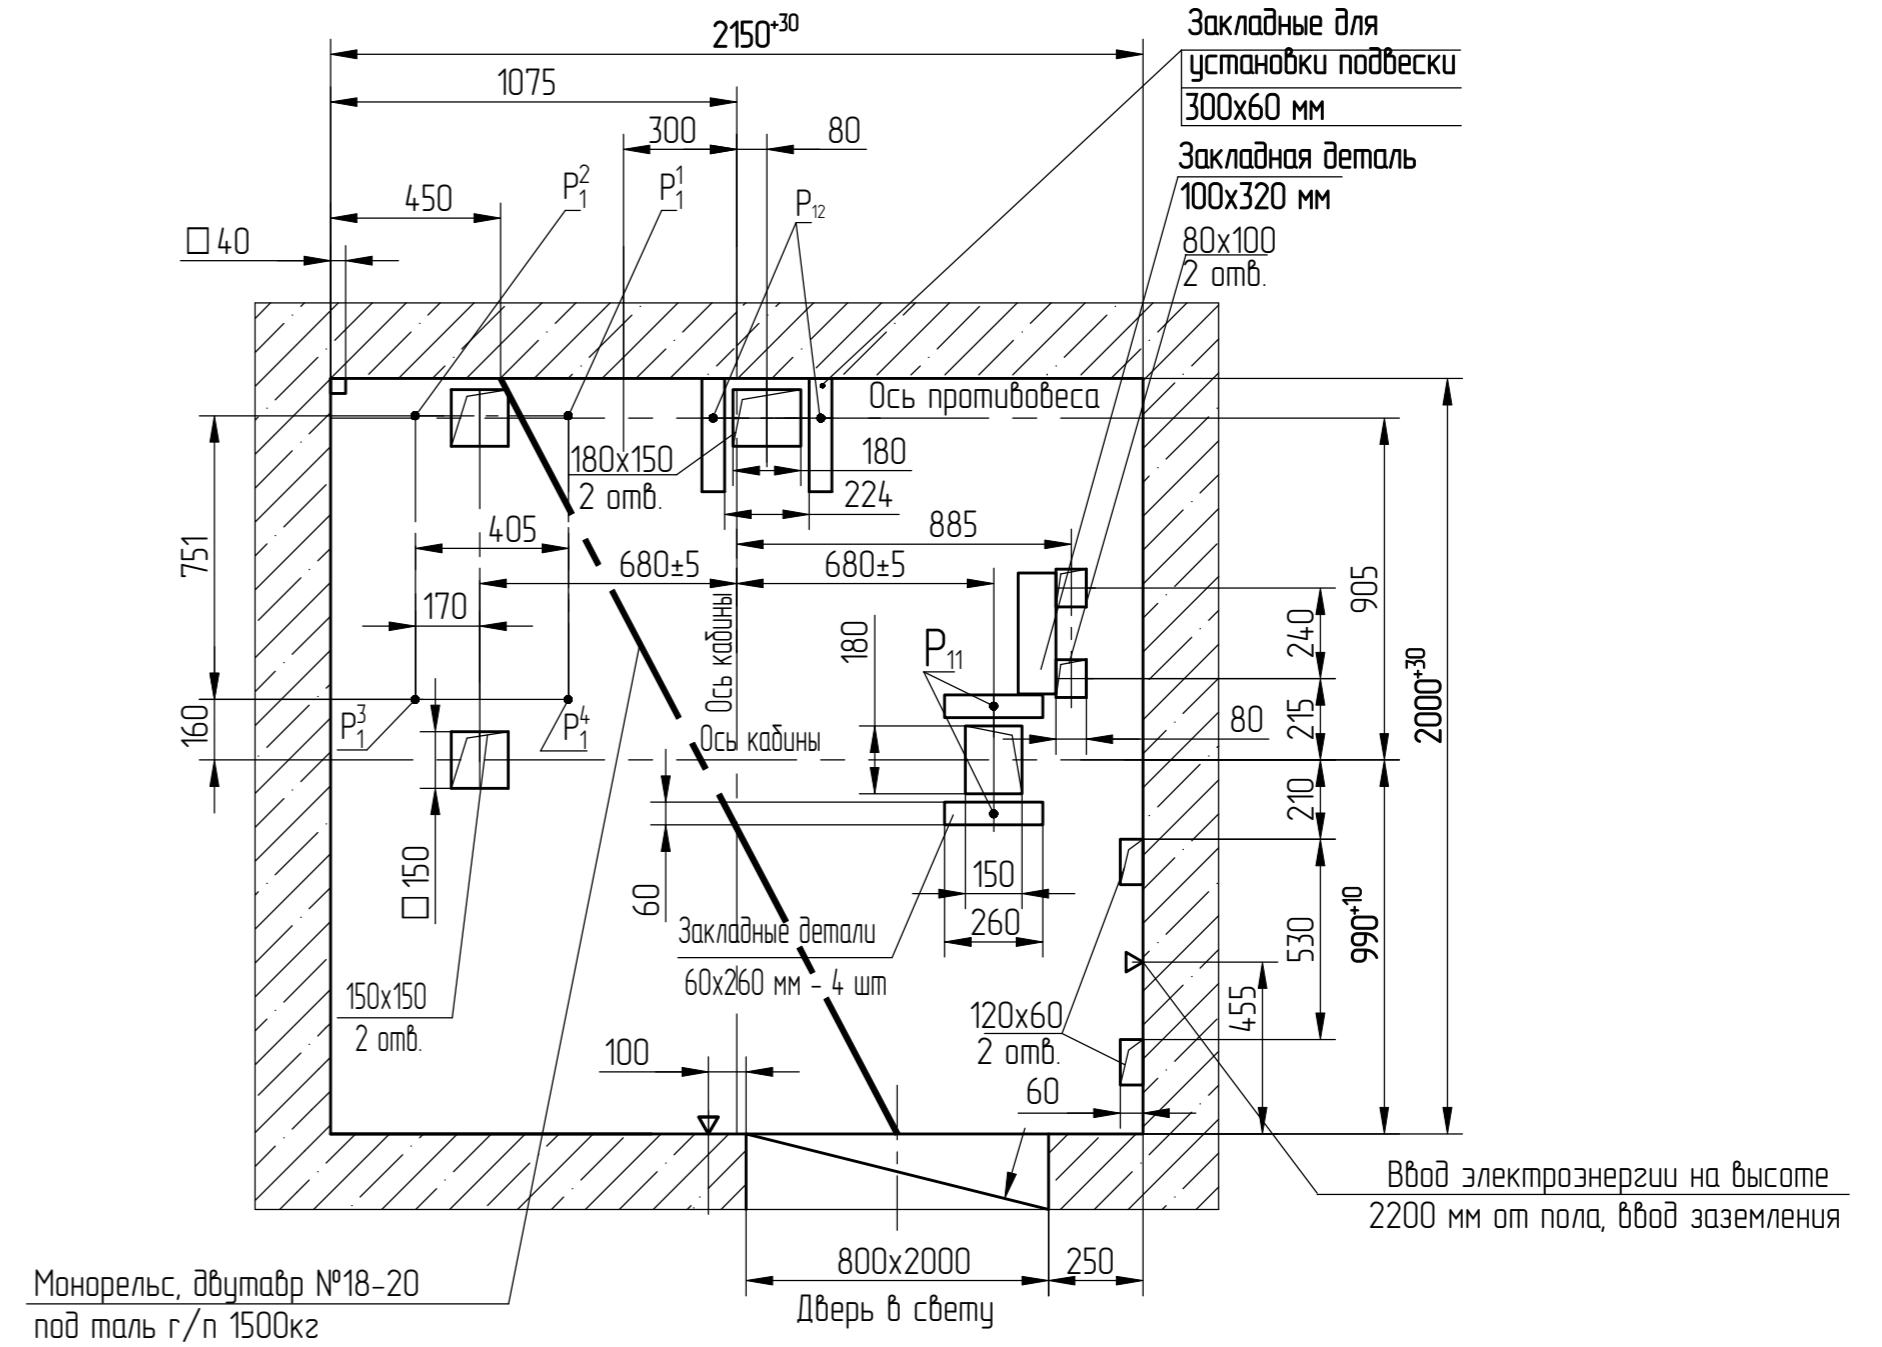 2150+30
Закладные для
установки подвески
300х60 мм
1075
300
80
Закладная деталь
100х320 мм
P₁²
P₁¹
P₁₂
450
□ 40
80х100
2 отв.
Ось противовеса
180х150
2 отв.
180
224
885
405
680±5
680±5
751
170
Ось кабины
180
P₁₁
240
905
2000+30
160
P₁³
P₁⁴
Ось кабины
80
215
210
□ 150
60
150
260
Закладные детали
60х260 мм - 4 шт
530
990+10
455
150х150
2 отв.
120х60
2 отв.
100
60
Ввод электроэнергии на высоте
2200 мм от пола, ввод заземления
800х2000
250
Дверь в свету
Монорельс, двутавр №18-20
под таль г/п 1500кг